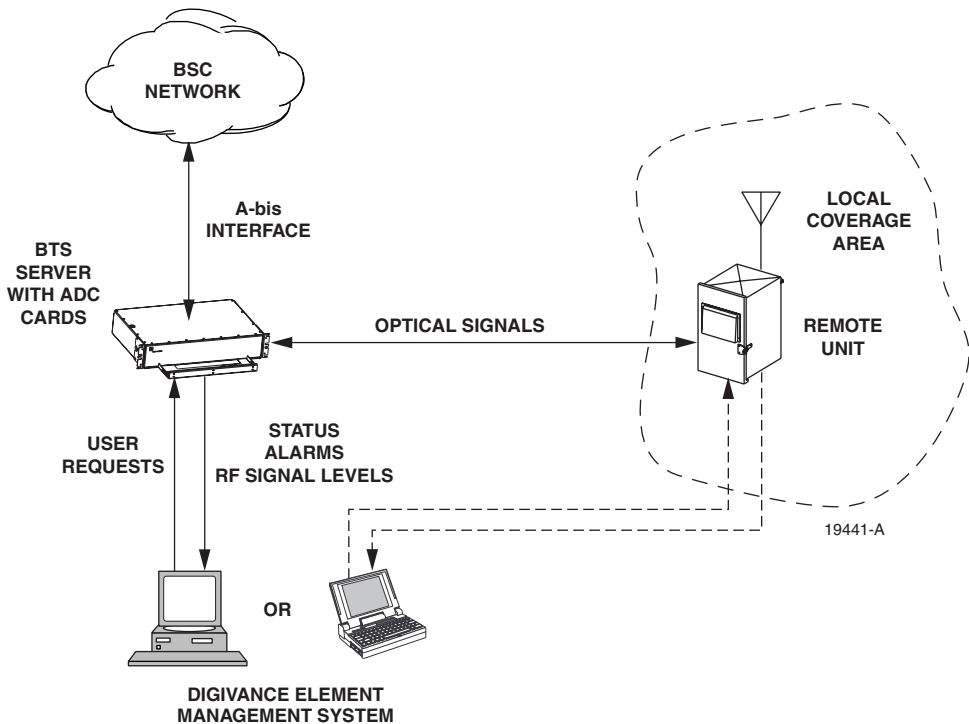 BSC
NETWORK
A-bis
INTERFACE
LOCAL
COVERAGE
AREA
BTS
SERVER
WITH ADC
CARDS
OPTICAL SIGNALS
REMOTE
UNIT
USER
REQUESTS
STATUS
ALARMS
RF SIGNAL LEVELS
19441-A
OR
DIGIVANCE ELEMENT
MANAGEMENT SYSTEM